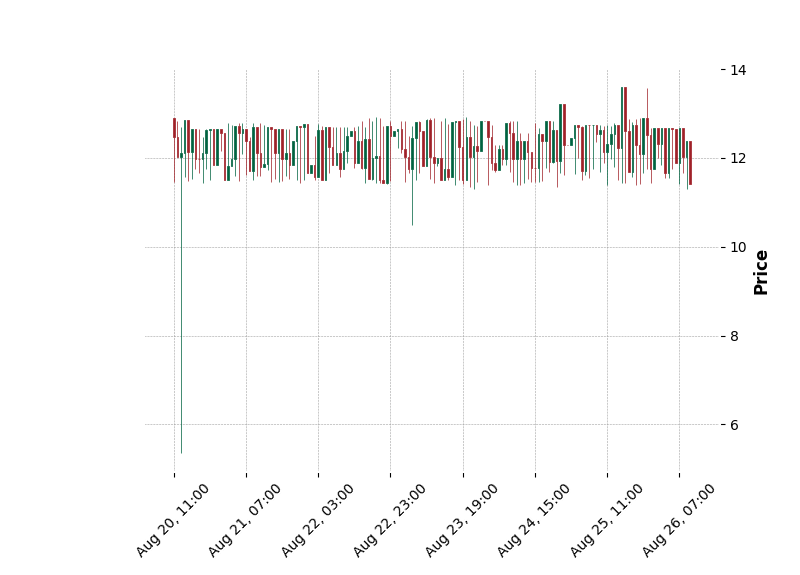 14
12
10
8
6
Price
Aug 20, 11:00
Aug 21, 07:00
Aug 22, 03:00
Aug 22, 23:00
Aug 23, 19:00
Aug 24, 15:00
Aug 25, 11:00
Aug 26, 07:00